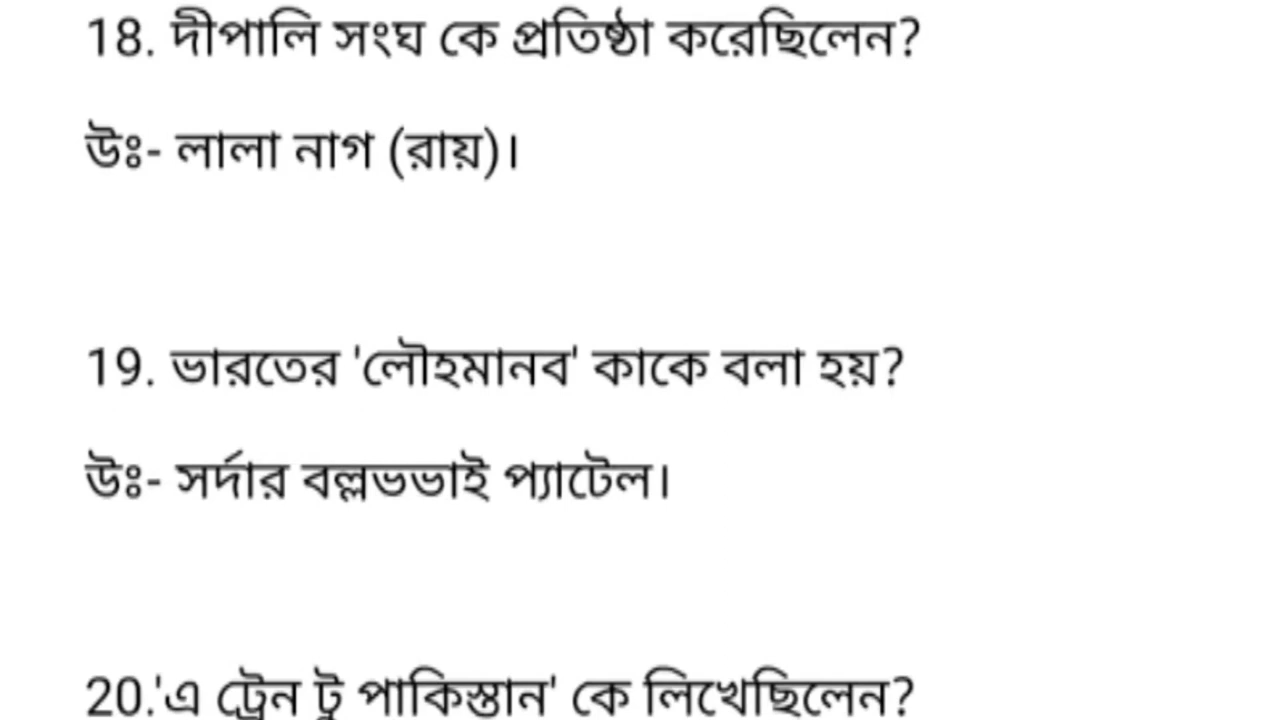 18. দীপালি সংঘ কে প্রতিষ্ঠা করেছিলেন?
উঃ- লালা নাগ (রায়)।
19. ভারতের 'লৌহমানব' কাকে বলা হয়?
উঃ- সর্দার বল্লভভাই প্যাটেল।
20.'এ ট্রেন টু পাকিস্তান' কে লিখেছিলেন?